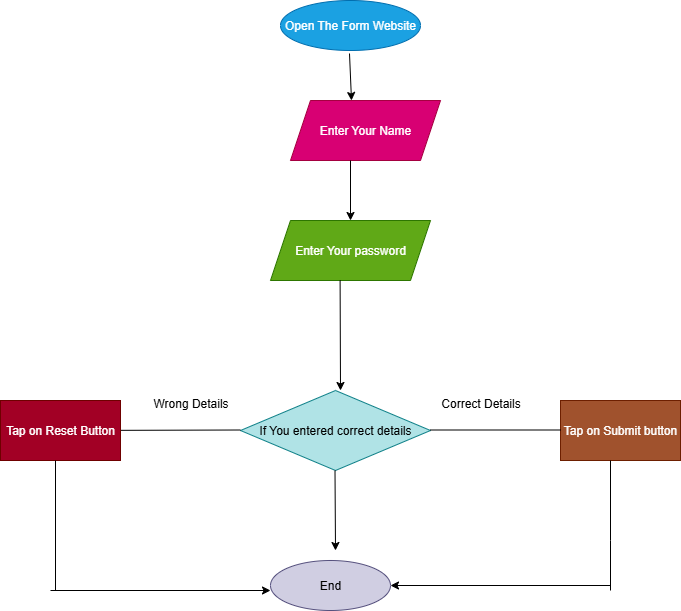 Open The Form Website
Enter Your Name
Enter Your password
Wrong Details
Correct Details
Tap on Reset Button
If You entered correct details
Tap on Submit button
End